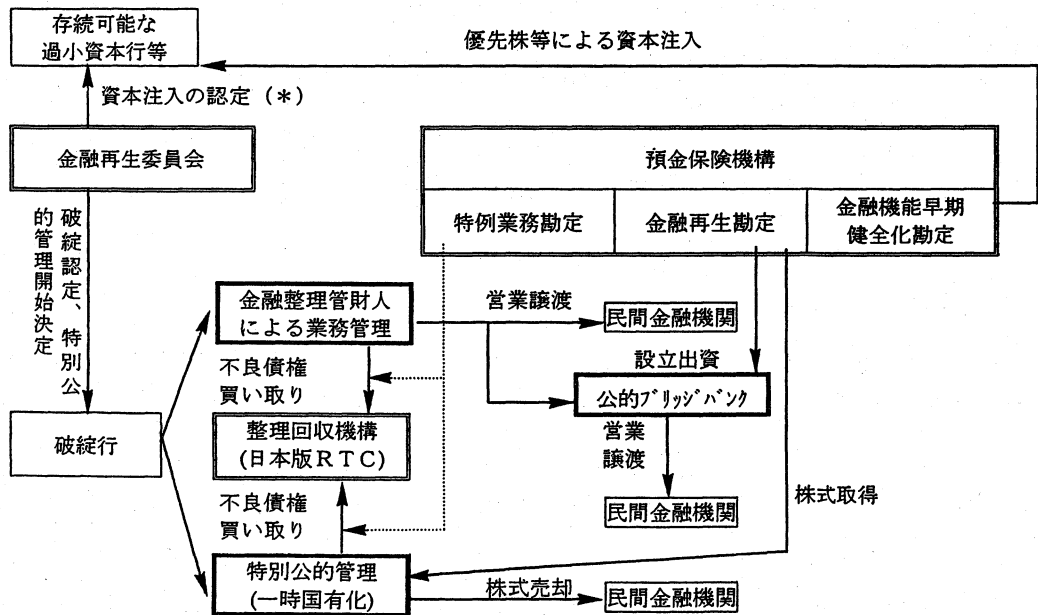 存続可能な
過小資本行等
優先株等による資本注入
資本注入の認定(*)
金融再生委員会
預金保険機構
特例業務勘定
金融再生勘定
金融機能早期
健全化勘定
破綻認定、特別公
的管理開始決定
金融整理管財人
による業務管理
営業譲渡
民間金融機関
不良債権
買い取り
設立出資
公的ブリッジバンク
破綻行
整理回収機構
(日本版RTC)
営業
譲渡
不良債権
買い取り
民間金融機関
株式取得
特別公的管理
(一時国有化)
株式売却
民間金融機関